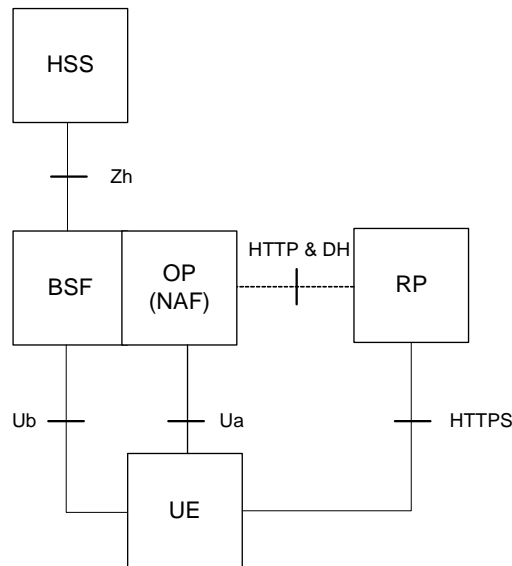 HSS
Zh
HTTP & DH
BSF
OP
(NAF)
RP
Ub
Ua
HTTPS
UE